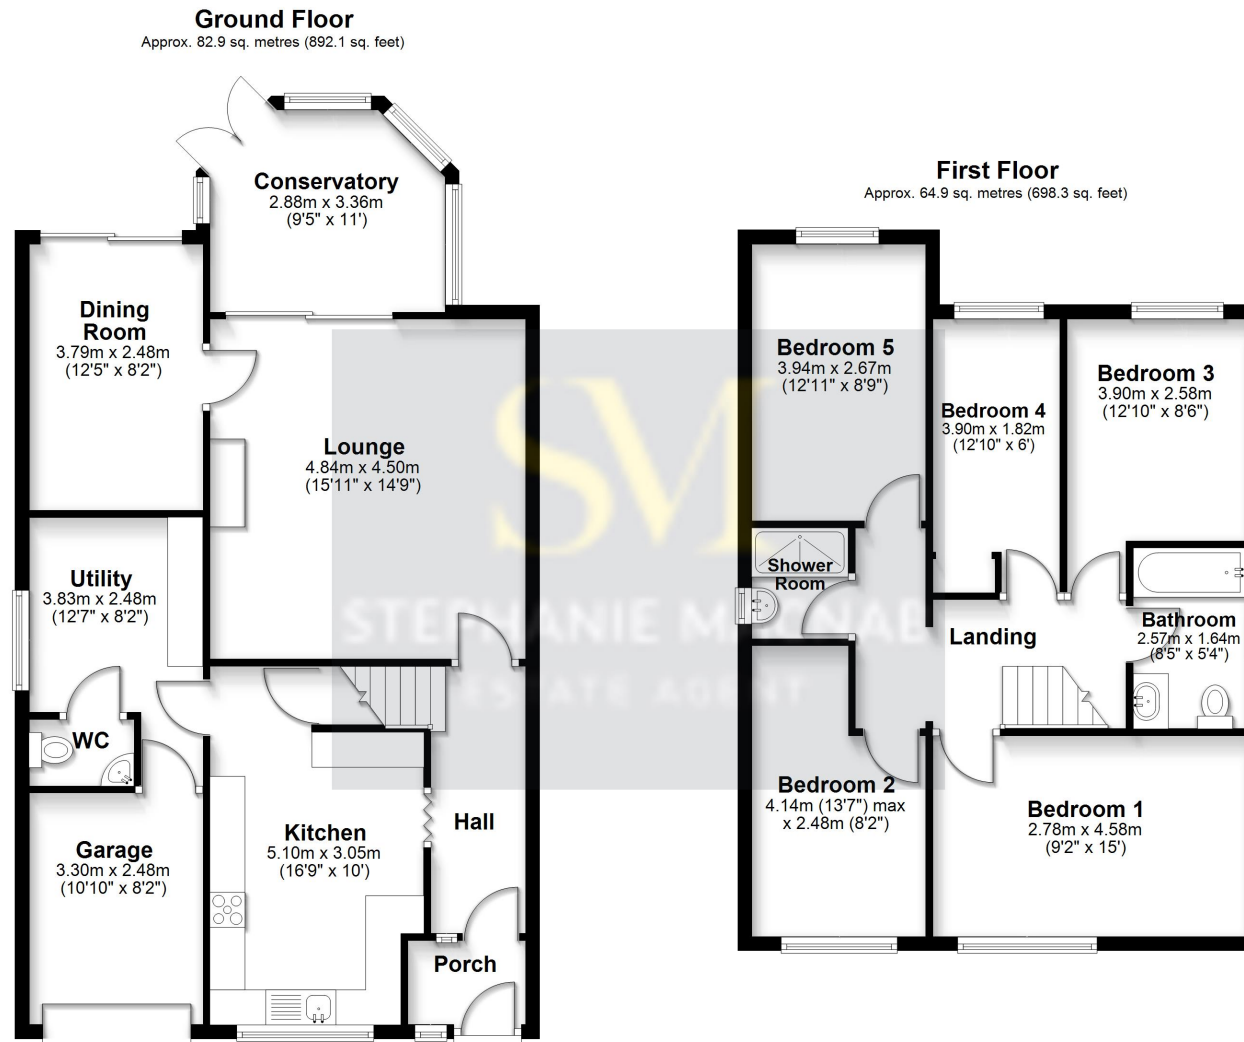 Ground Floor
Approx. 82.9 sq. metres (892.1 sq. feet)
Conservatory
2.88m x 3.36m
(9'5" x 11')
Dining
Room
3.79m x 2.48m
(12'5" x 8'2")
Lounge
4.84m x 4.50m
(15'11" x 14'9")
Utility
3.83m x 2.48m
(12'7" x 8'2")
WC
Garage
3.30m x 2.48m
(10'10" x 8'2")
Kitchen
5.10m x 3.05m
(16'9" x 10')
Hall
Porch
First Floor
Approx. 64.9 sq. metres (698.3 sq. feet)
Bedroom 5
3.94m x 2.67m
(12'11" x 8'9")
Bedroom 4
3.90m x 1.82m
(12'10" x 6')
Bedroom 3
3.90m x 2.58m
(12'10" x 8'6")
Shower
Room
Landing
Bathroom
2.57m x 1.64m
(8'5" x 5'4")
Bedroom 2
4.14m (13'7") max
x 2.48m (8'2")
Bedroom 1
2.78m x 4.58m
(9'2" x 15')
SM
STEPHANIE MACNAB
ESTATE AGENT